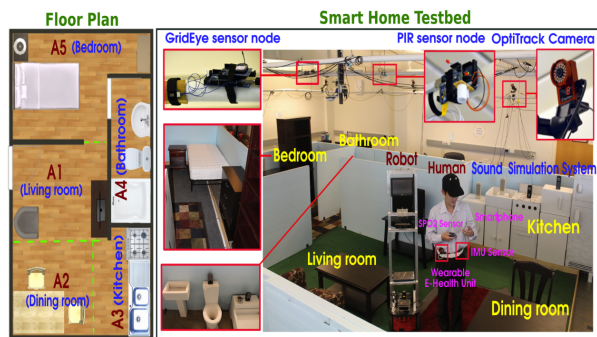 Floor Plan
Smart Home Testbed
A5 (Bedroom)
A1
(Living room)
A4 (Bathroom)
A2
(Dining room)
A3 (Kitchen)
GridEye sensor node
PIR sensor node
OptiTrack Camera
Bedroom
Bathroom
Robot
Human
Sound Simulation System
SPO2 Sensor
Smartphone
Kitchen
IMU Sensor
Living room
Wearable
E-Health Unit
Dining room